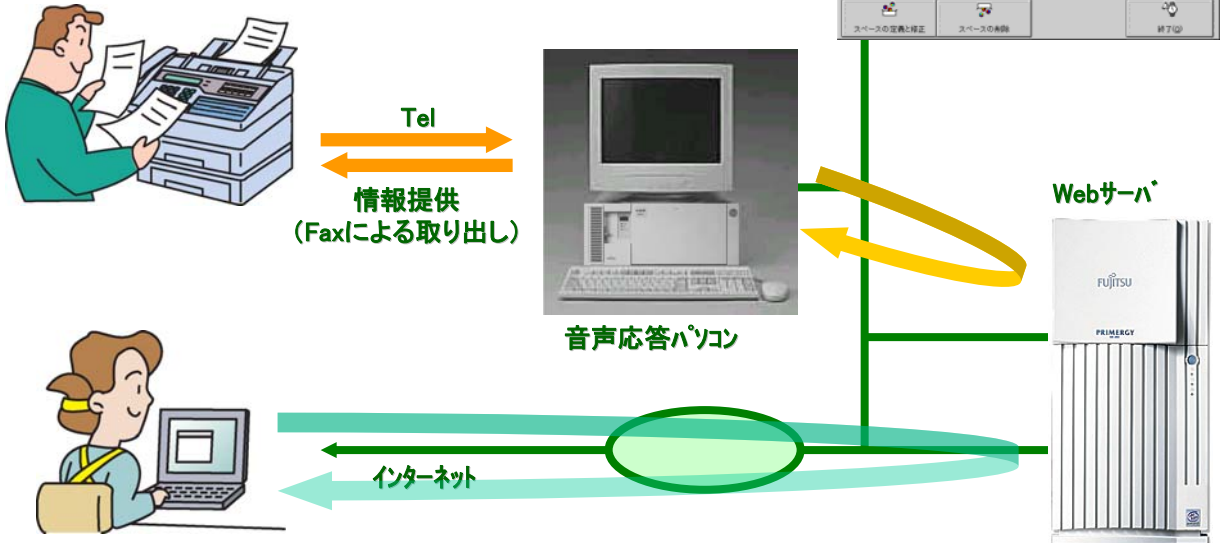 スペースの定義と修正
スペースの削除
終了(Q)
Tel
情報提供
(Faxによる取り出し)
Webサーバ
FUJITSU
PRIMERGY
音声応答パソコン
インターネット